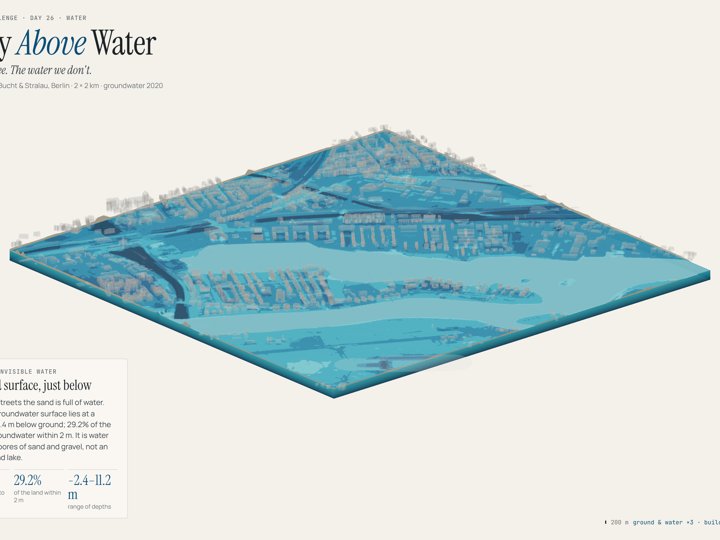 LENGE · DAY 26 · WATER
y Above Water
e. The water we don't.
Bucht & Stralau, Berlin · 2 × 2 km · groundwater 2020
NVISIBLE WATER
l surface, just below
treets the sand is full of water.
roundwater surface lies at a
.4 m below ground; 29.2% of the
oundwater within 2 m. It is water
pores of sand and gravel, not an
nd lake.
29.2%
−2.4–11.2 m
to
of the land within 2 m
range of depths
200 m ground & water ×3 · buil